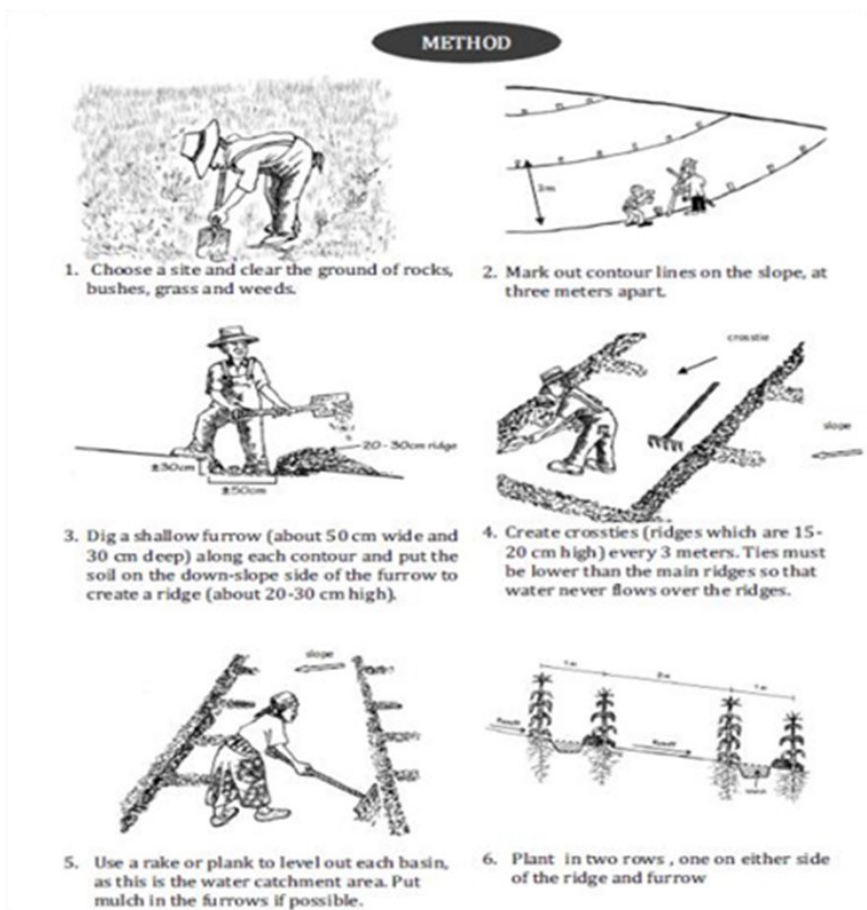 METHOD
1. Choose a site and clear the ground of rocks,
bushes, grass and weeds.
2. Mark out contour lines on the slope, at
three meters apart.
20-30cm ridge
±30cm
±50cm
3. Dig a shallow furrow (about 50 cm wide and
30 cm deep) along each contour and put the
soil on the down-slope side of the furrow to
create a ridge (about 20-30 cm high).
crosstie
slope
4. Create crossties (ridges which are 15-
20 cm high) every 3 meters. Ties must
be lower than the main ridges so that
water never flows over the ridges.
slope
5. Use a rake or plank to level out each basin,
as this is the water catchment area. Put
mulch in the furrows if possible.
Runoff
Runoff
6. Plant in two rows , one on either side
of the ridge and furrow